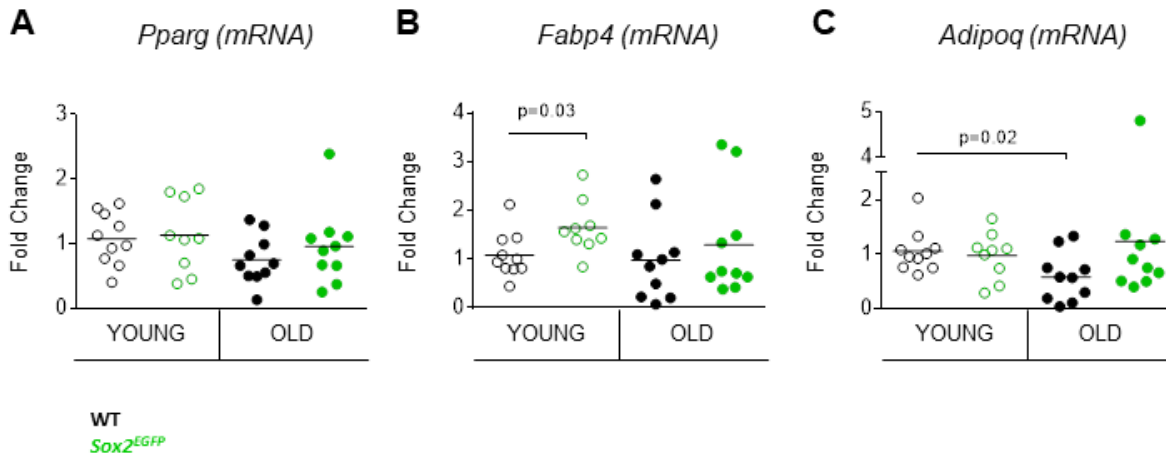 A
Pparg (mRNA)
Fold Change
3
2
1
0
YOUNG
OLD
B
Fabp4 (mRNA)
Fold Change
4
3
2
1
0
p=0.03
YOUNG
OLD
C
Adipoq (mRNA)
Fold Change
5
4
2
1
0
p=0.02
YOUNG
OLD
WT
Sox2EGFP